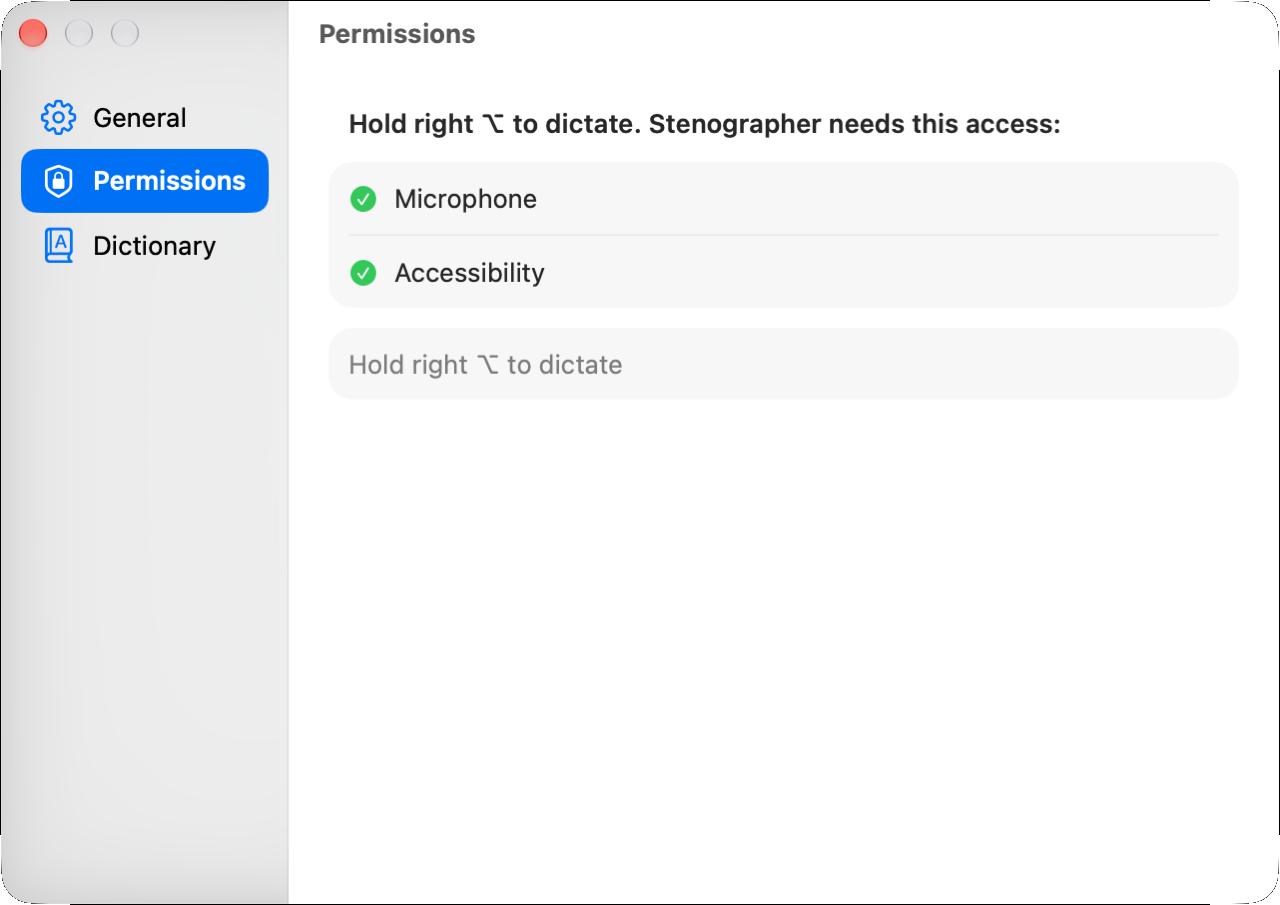 Permissions
General
Permissions
Dictionary
Hold right ⌥ to dictate. Stenographer needs this access:
Microphone
Accessibility
Hold right ⌥ to dictate